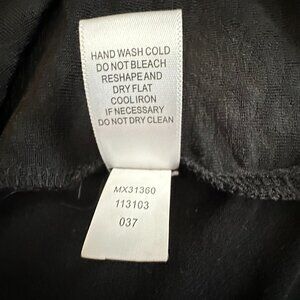 HAND WASH COLD
DO NOT BLEACH
RESHAPE AND
DRY FLAT
COOL IRON
IF NECESSARY
DO NOT DRY CLEAN
MX31360
113103
037